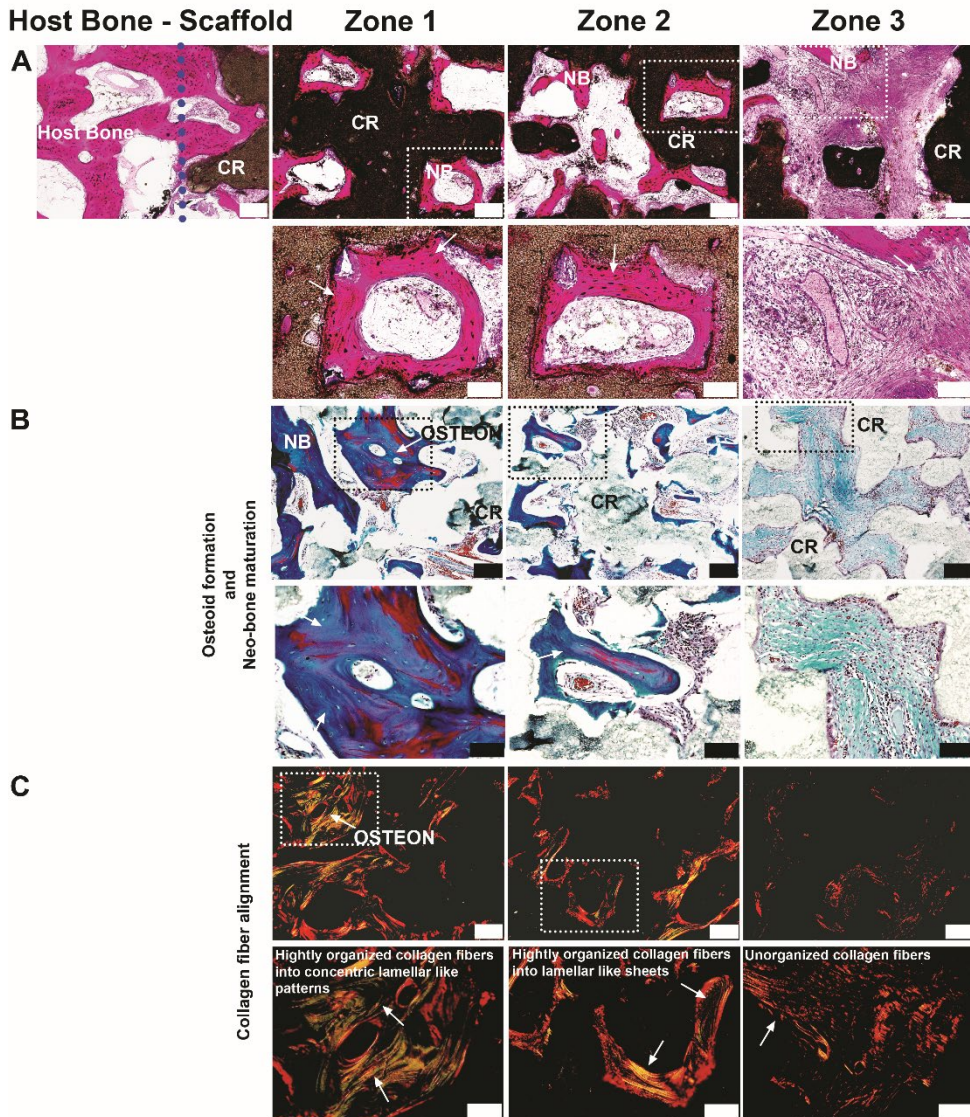 Host Bone - Scaffold
Zone 1
Zone 2
Zone 3
A
Host Bone
CR
CR
NB
NB
CR
NB
CR
B
Osteoid formation
and
Neo-bone maturation
NB
OSTEON
CR
CR
CR
CR
C
Collagen fiber alignment
OSTEON
Hightly organized collagen fibers
into concentric lamellar like
patterns
Hightly organized collagen fibers
into lamellar like sheets
Unorganized collagen fibers